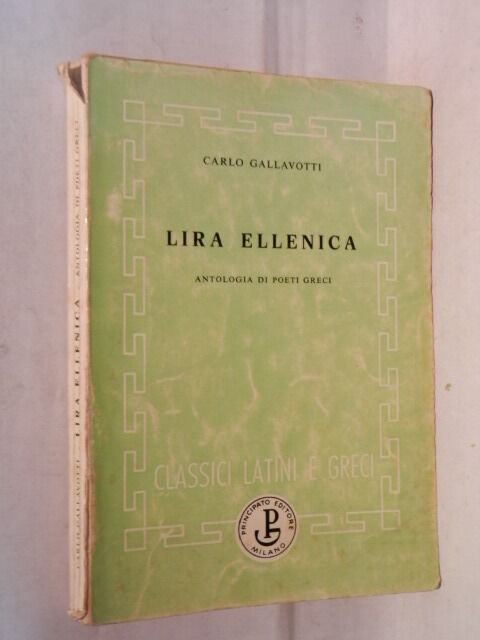 CARLO GALLAVOTTI
LIRA ELLENICA
ANTOLOGIA DI POETI GRECI
CLASSICI LATINI E GRECI
PRINCIPATO EDITORE
MILANO
P
CARLO GALLAVOTTI - LIRA ELLENICA - ANTOLOGIA DI POETI GRECI